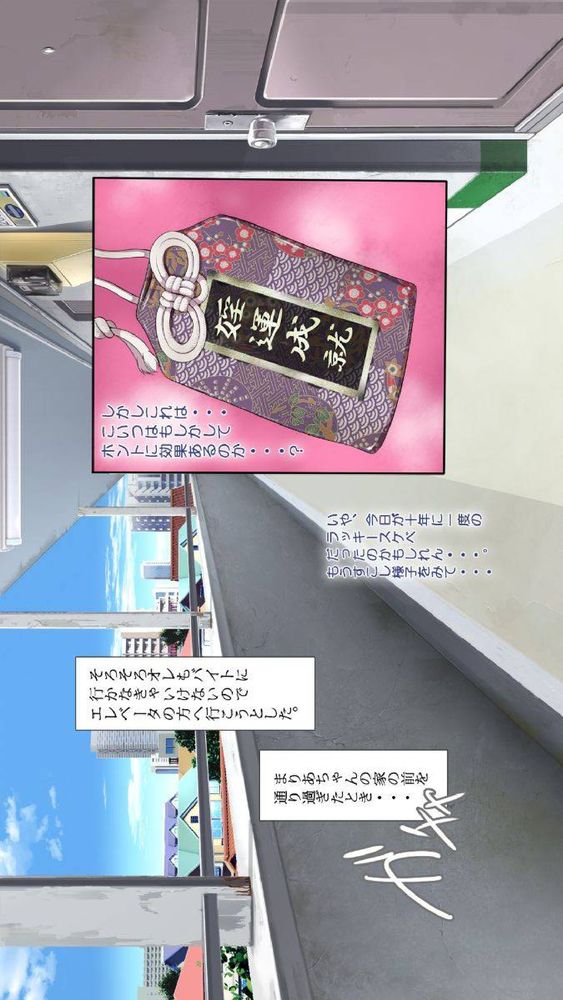 淫運成就
しかしこれは・・・
こいつはもしかして
ホントに効果あるのか・・・？
いや、今日が十年に一度の
ラッキースケベ
だったのかもしれん・・・。
もうすこし様子をみて・・・
そろそろオレもバイトに
行かなきゃいけないので
エレベータの方へ行こうとした。
まりあちゃんの家の前を
通り過ぎたとき・・・
ガチャ